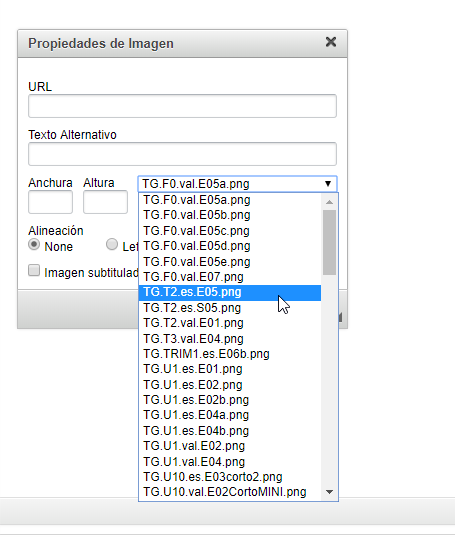 Propiedades de Imagen
URL
Texto Alternativo
Anchura Altura TG.F0.val.E05a.png
TG.F0.val.E05a.png
TG.F0.val.E05b.png
TG.F0.val.E05c.png
Alineación
TG.F0.val.E05d.png
None Lef
TG.F0.val.E05e.png
Imagen subtitulad
TG.F0.val.E07.png
TG.T2.es.E05.png
TG.T2.es.S05.png
TG.T2.val.E01.png
TG.T3.val.E04.png
TG.TRIM1.es.E06b.png
TG.U1.es.E01.png
TG.U1.es.E02.png
TG.U1.es.E02b.png
TG.U1.es.E04a.png
TG.U1.es.E04b.png
TG.U1.val.E02.png
TG.U1.val.E04.png
TG.U10.es.E03corto2.png
TG.U10.val.E02CortoMINI.png